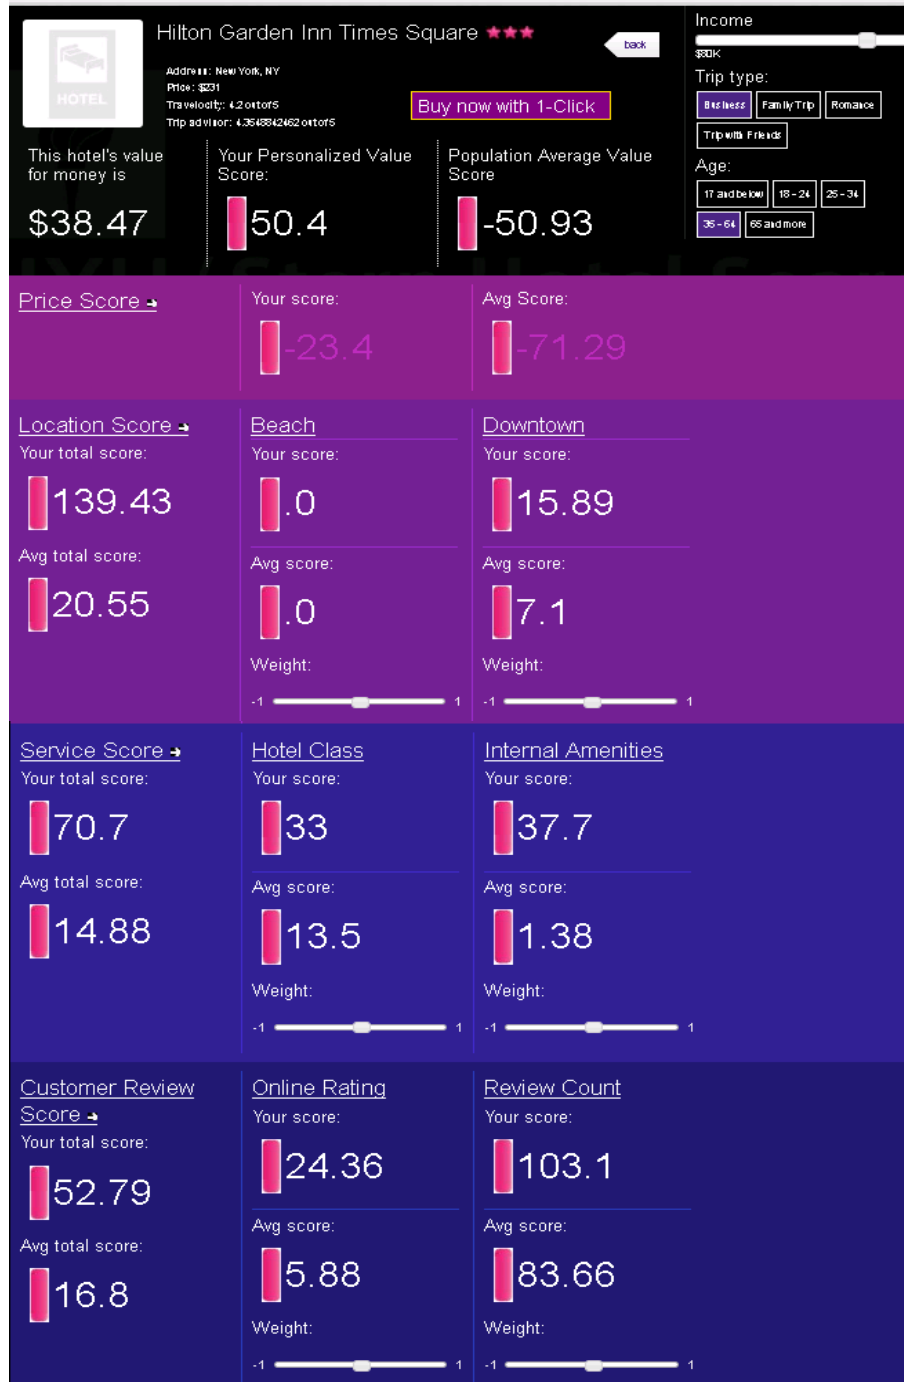 Hilton Garden Inn Times Square
back
HOTEL
Address: New York, NY
Price: $231
Travelocity: 4.2 out of 5
Trip advisor: 4.3548842462 out of 5
Buy now with 1-Click
Income
$80K
Trip type:
Business Family Trip Romance
Trip with Friends
Age:
17 and below 18 - 24 25 - 34
35 - 64 65 and more
This hotel's value
for money is
$38.47
Your Personalized Value
Score:
50.4
Population Average Value
Score
-50.93
Price Score
Your score:
-23.4
Avg Score:
-71.29
Location Score
Your total score:
139.43
Avg total score:
20.55
Beach
Your score:
.0
Avg score:
.0
Weight:
-1 1
Downtown
Your score:
15.89
Avg score:
7.1
Weight:
-1 1
Service Score
Your total score:
70.7
Avg total score:
14.88
Hotel Class
Your score:
33
Avg score:
13.5
Weight:
-1 1
Internal Amenities
Your score:
37.7
Avg score:
1.38
Weight:
-1 1
Customer Review
Score
Your total score:
52.79
Avg total score:
16.8
Online Rating
Your score:
24.36
Avg score:
5.88
Weight:
-1 1
Review Count
Your score:
103.1
Avg score:
83.66
Weight:
-1 1